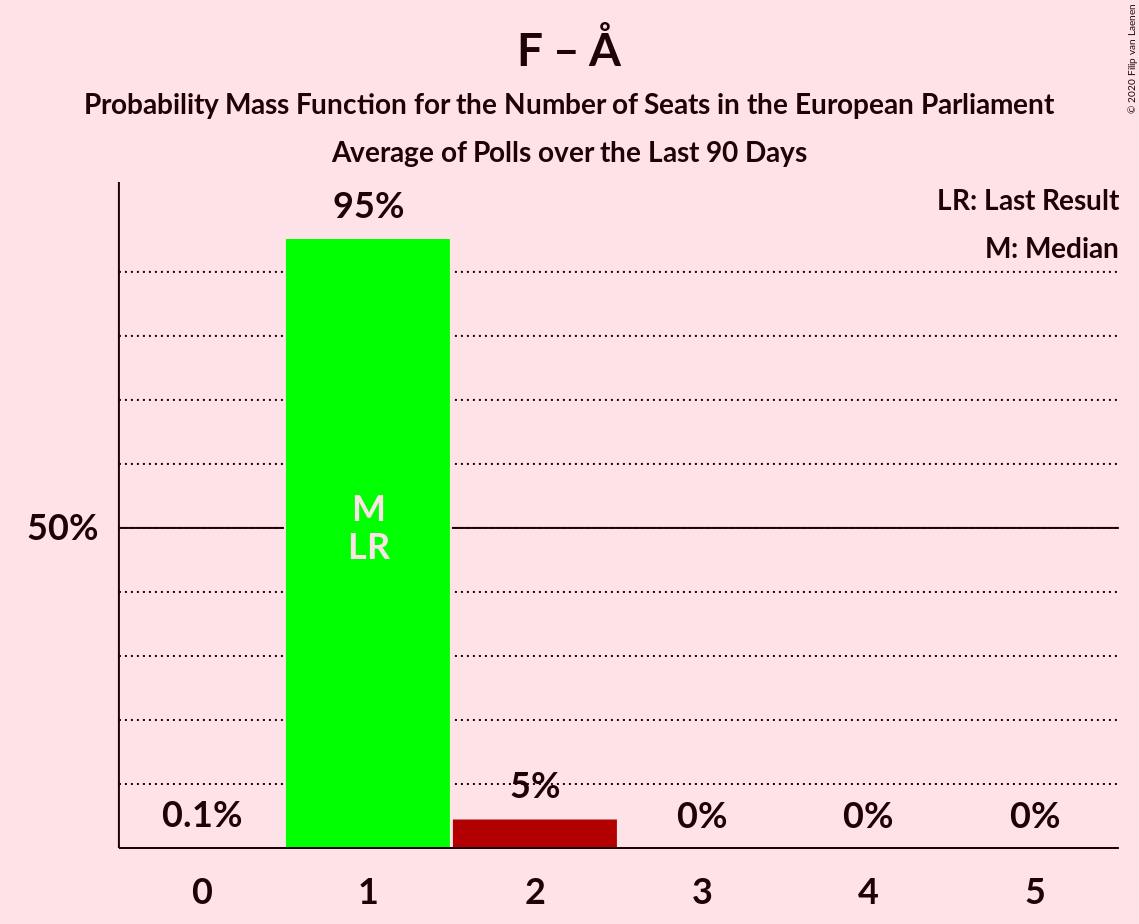 F – Å
Probability Mass Function for the Number of Seats in the European Parliament
Average of Polls over the Last 90 Days
© 2020 Filip van Laenen
LR: Last Result
M: Median
95%
M
LR
50%
0.1%
5%
0%
0%
0%
0 1 2 3 4 5